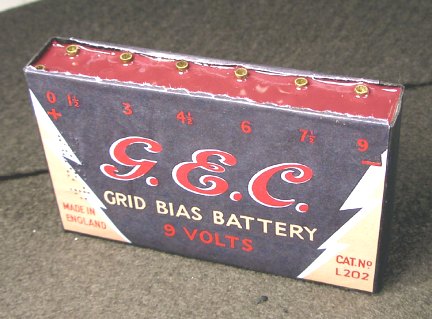 0 1½ 3 4½ 6 7½ 9
+ −
G.E.C.
GRID BIAS BATTERY
9 VOLTS
MADE IN
ENGLAND
CAT.Nº
L202